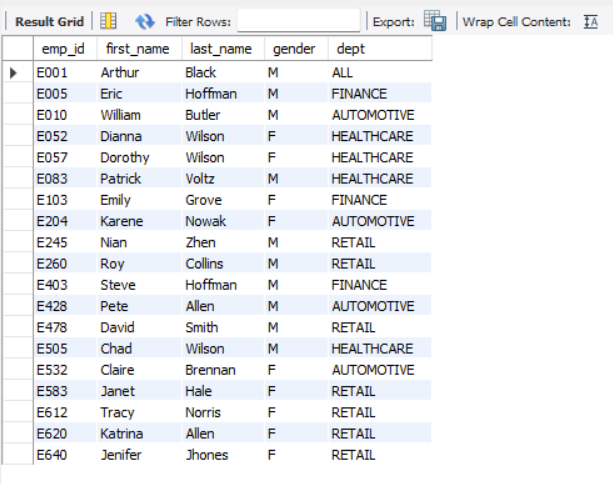 Result Grid Filter Rows: Export: Wrap Cell Content: IA
emp_id first_name last_name gender dept
E001 Arthur Black M ALL
E005 Eric Hoffman M FINANCE
E010 William Butler M AUTOMOTIVE
E052 Dianna Wilson F HEALTHCARE
E057 Dorothy Wilson F HEALTHCARE
E083 Patrick Voltz M HEALTHCARE
E103 Emily Grove F FINANCE
E204 Karene Nowak F AUTOMOTIVE
E245 Nian Zhen M RETAIL
E260 Roy Collins M RETAIL
E403 Steve Hoffman M FINANCE
E428 Pete Allen M AUTOMOTIVE
E478 David Smith M RETAIL
E505 Chad Wilson M HEALTHCARE
E532 Claire Brennan F AUTOMOTIVE
E583 Janet Hale F RETAIL
E612 Tracy Norris F RETAIL
E620 Katrina Allen F RETAIL
E640 Jenifer Jhones F RETAIL